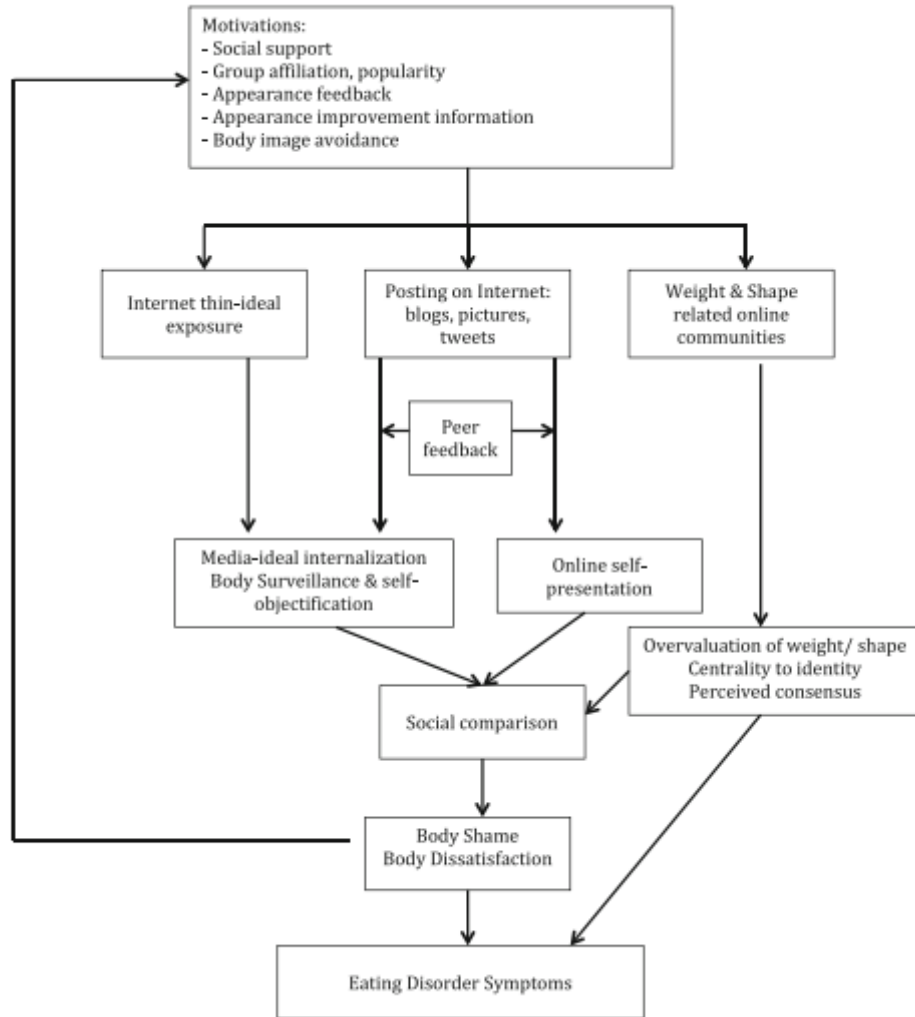 Motivations:
- Social support
- Group affiliation, popularity
- Appearance feedback
- Appearance improvement information
- Body image avoidance
Internet thin-ideal
exposure
Posting on Internet:
blogs, pictures,
tweets
Weight & Shape
related online
communities
Peer
feedback
Media-ideal internalization
Body Surveillance & self-
objectification
Online self-
presentation
Overvaluation of weight/ shape
Centrality to identity
Perceived consensus
Social comparison
Body Shame
Body Dissatisfaction
Eating Disorder Symptoms